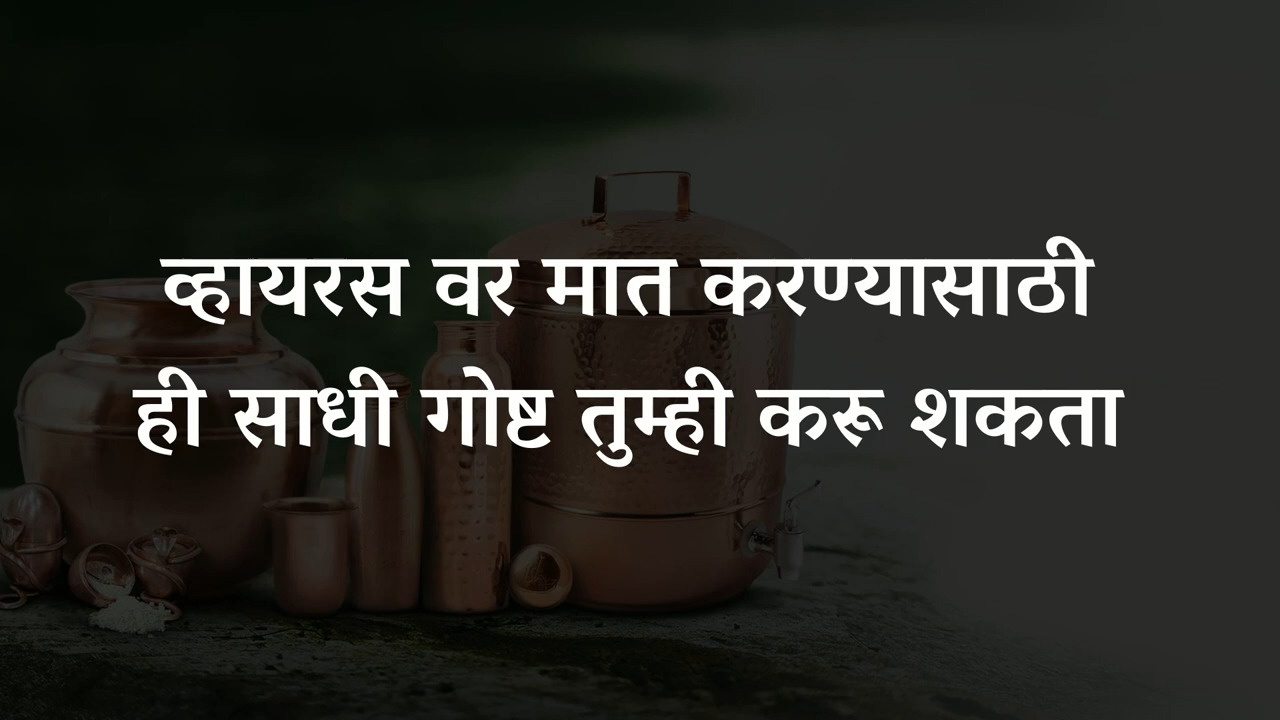 व्हायरस वर मात करण्यासाठी
ही साधी गोष्ट तुम्ही करू शकता